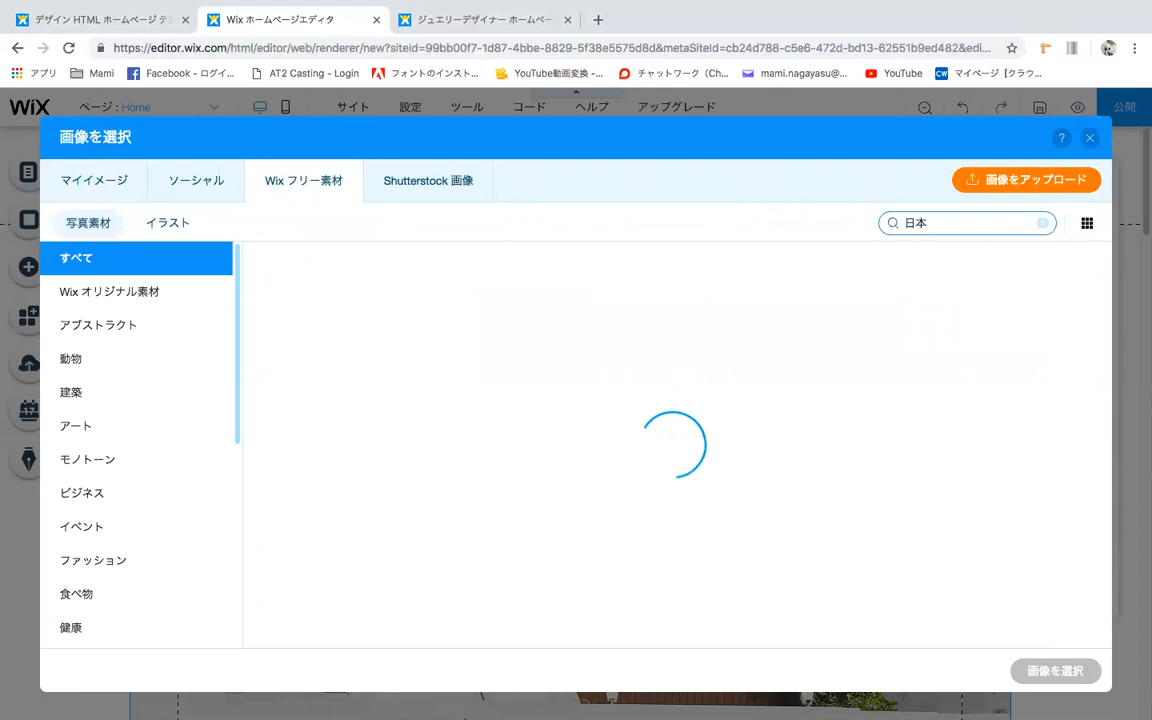 デザイン HTML ホームページ テン
Wix ホームページエディタ
ジュエリーデザイナー ホームペー
https://editor.wix.com/html/editor/web/renderer/new?siteId=99bb00f7-1d87-4bbe-8829-5f38e5575d8d&metaSiteId=cb24d788-c5e6-472d-bd13-62551b9ed482&edi...
アプリ
Mami
Facebook - ログイ...
AT2 Casting - Login
フォントのインスト...
YouTube動画変換 -...
チャットワーク（Ch...
mami.nagayasu@...
YouTube
CW
マイページ【クラウ...
WiX
ページ : Home
サイト
設定
ツール
コード
ヘルプ
アップグレード
公開
画像を選択
?
マイイメージ
ソーシャル
Wix フリー素材
Shutterstock 画像
画像をアップロード
写真素材
イラスト
日本
すべて
Wix オリジナル素材
アブストラクト
動物
建築
アート
モノトーン
ビジネス
イベント
ファッション
食べ物
健康
17
画像を選択